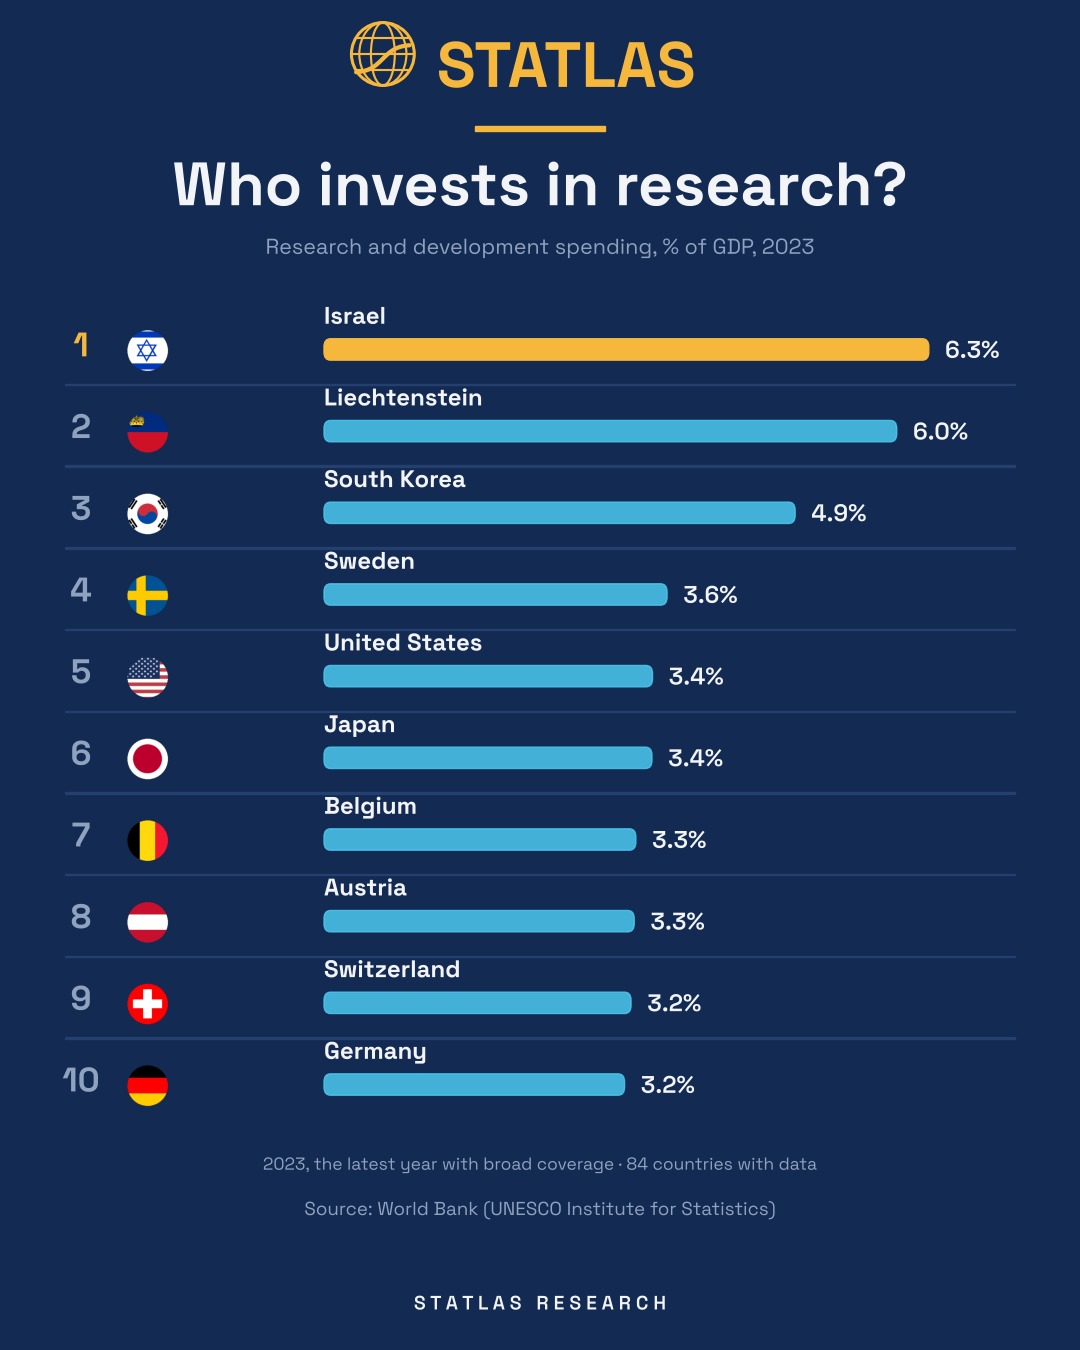 STATLAS
Who invests in research?
Research and development spending, % of GDP, 2023
Israel
1 6.3%
Liechtenstein
2 6.0%
South Korea
3 4.9%
Sweden
4 3.6%
United States
5 3.4%
Japan
6 3.4%
Belgium
7 3.3%
Austria
8 3.3%
Switzerland
9 3.2%
Germany
10 3.2%
2023, the latest year with broad coverage · 84 countries with data
Source: World Bank (UNESCO Institute for Statistics)
STATLAS RESEARCH